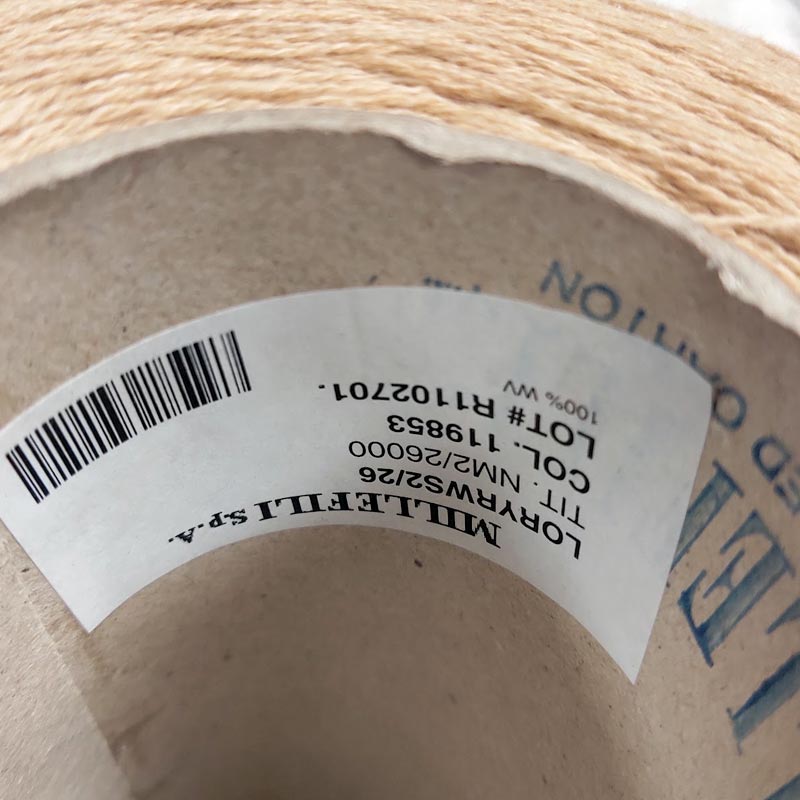 MILLEFILI S.p.A.
LORYRWS2/26
TIT. NM2/26000
COL. 119853
LOT# R1102701.
100% WV